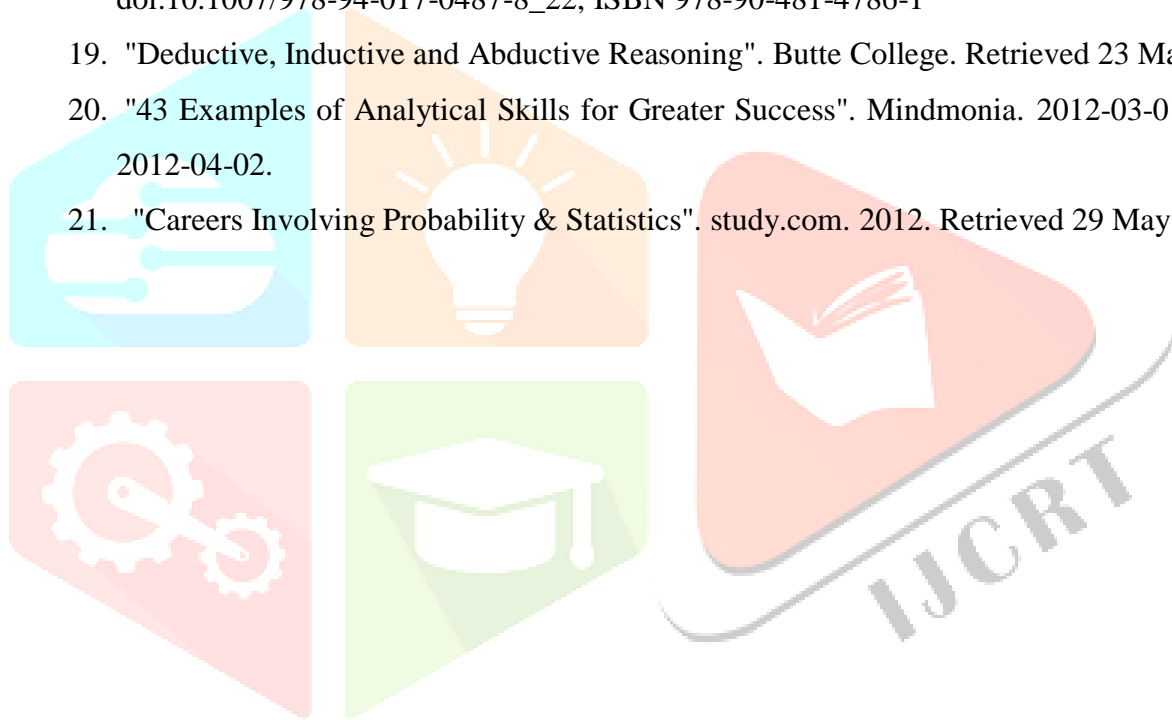 doi:10.1007/978-94-017-0487-8_22, ISBN 978-90-481-4786-1
19. "Deductive, Inductive and Abductive Reasoning". Butte College. Retrieved 23 Ma
20. "43 Examples of Analytical Skills for Greater Success". Mindmonia. 2012-03-0
2012-04-02.
21. "Careers Involving Probability & Statistics". study.com. 2012. Retrieved 29 May
IJCRT